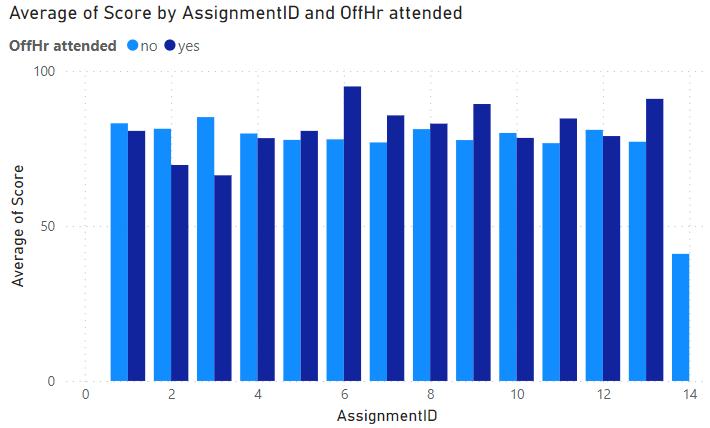 Average of Score by AssignmentID and OffHr attended
OffHr attended no yes
100
50
0
Average of Score
0 2 4 6 8 10 12 14
AssignmentID